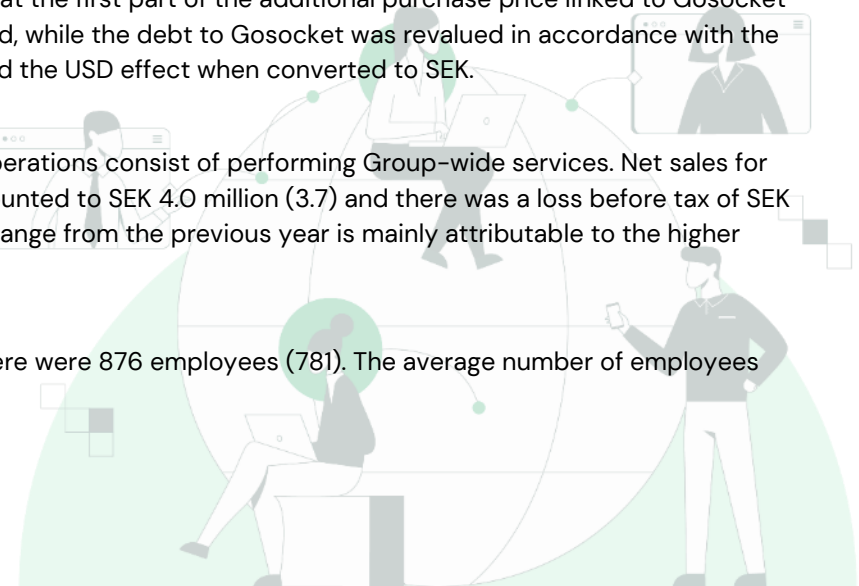 at the first part of the additional purchase price linked to Gosocket
d, while the debt to Gosocket was revalued in accordance with the
d the USD effect when converted to SEK.
perations consist of performing Group-wide services. Net sales for
ounted to SEK 4.0 million (3.7) and there was a loss before tax of SEK
ange from the previous year is mainly attributable to the higher
ere were 876 employees (781). The average number of employees